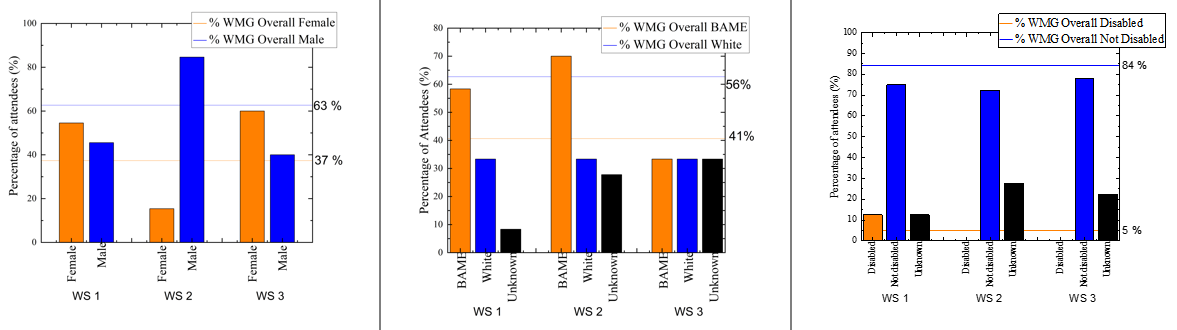 % WMG Overall Female
% WMG Overall Male
Percentage of attendees (%)
100
80
60
40
20
0
63 %
37 %
Female
Male
Female
Male
Female
Male
WS 1
WS 2
WS 3
% WMG Overall BAME
% WMG Overall White
Percentage of Attendees (%)
80
70
60
50
40
30
20
10
0
56%
41%
BAME
White
Unknown
BAME
White
Unknown
BAME
White
Unknown
WS 1
WS 2
WS 3
% WMG Overall Disabled
% WMG Overall Not Disabled
Percentage of attendees (%)
100
90
80
70
60
50
40
30
20
10
0
84 %
5 %
Disabled
Not disabled
Unknown
Disabled
Not disabled
Unknown
Disabled
Not disabled
Unknown
WS 1
WS 2
WS 3